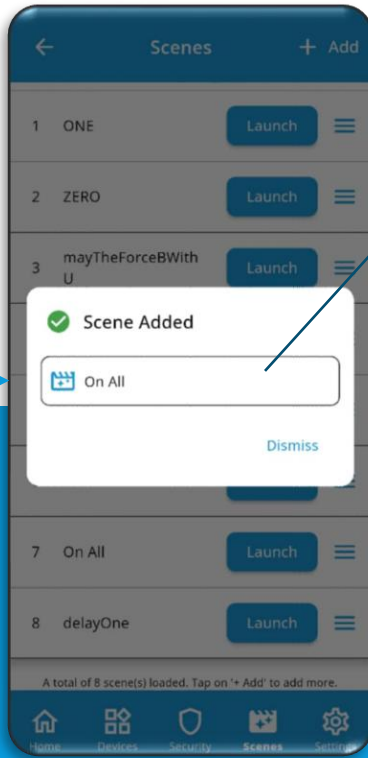 Scenes
+ Add
1 ONE Launch
2 ZERO Launch
3 mayTheForceBWith
U Launch
Scene Added
On All
Dismiss
7 On All Launch
8 delayOne Launch
A total of 8 scene(s) loaded. Tap on '+ Add' to add more.
Home Devices Security Scenes Settings